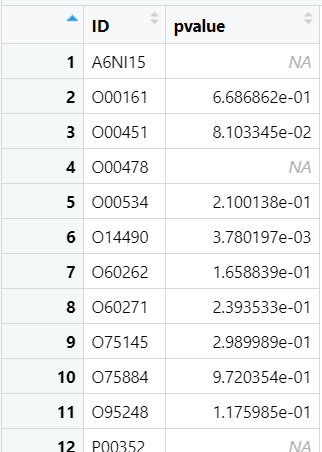 ID pvalue
1 A6NI15 NA
2 O00161 6.686862e-01
3 O00451 8.103345e-02
4 O00478 NA
5 O00534 2.100138e-01
6 O14490 3.780197e-03
7 O60262 1.658839e-01
8 O60271 2.393533e-01
9 O75145 2.989989e-01
10 O75884 9.720354e-01
11 O95248 1.175985e-01
12 P00352 NA